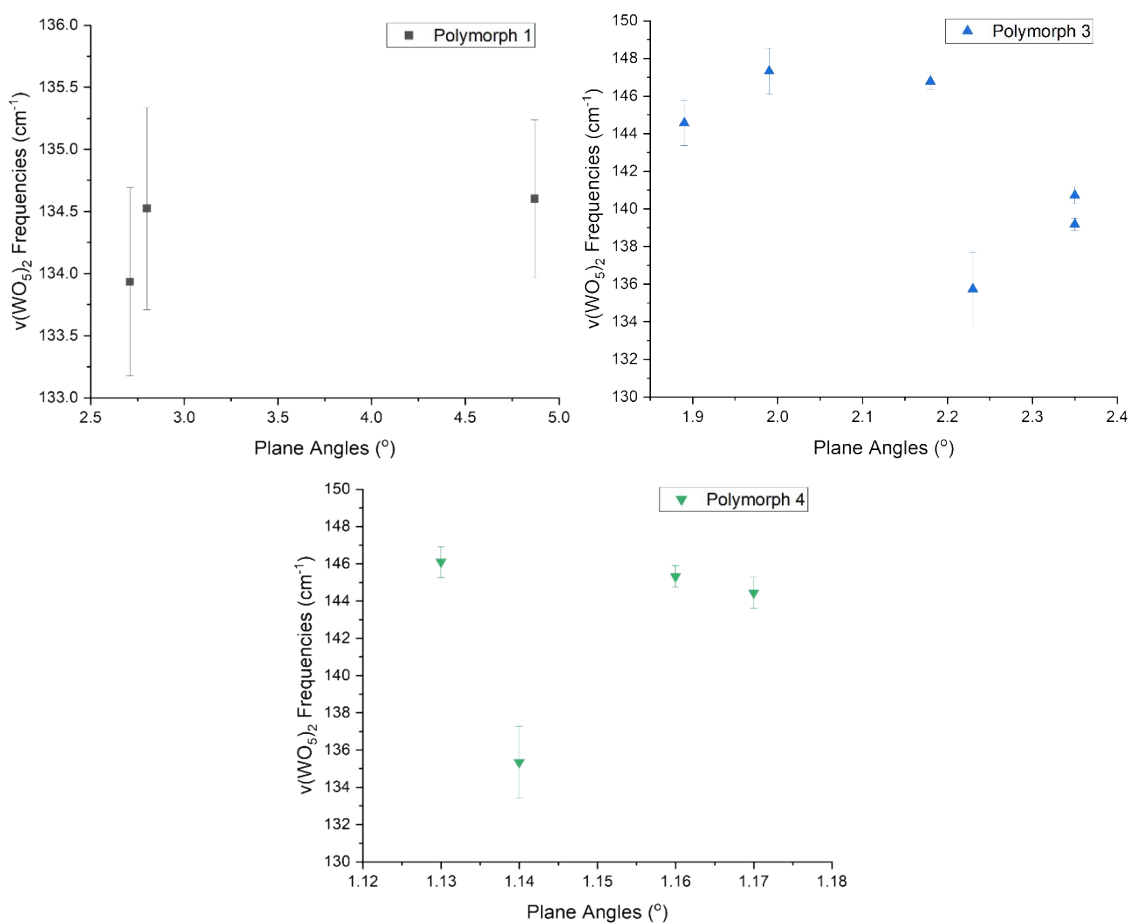 Polymorph 1
136.0
135.5
135.0
134.5
134.0
133.5
133.0
2.5 3.0 3.5 4.0 4.5 5.0
ν(WO₅)₂ Frequencies (cm⁻¹)
Plane Angles (°)
Polymorph 3
150
148
146
144
142
140
138
136
134
132
130
1.9 2.0 2.1 2.2 2.3 2.4
ν(WO₅)₂ Frequencies (cm⁻¹)
Plane Angles (°)
Polymorph 4
150
148
146
144
142
140
138
136
134
132
130
1.12 1.13 1.14 1.15 1.16 1.17 1.18
ν(WO₅)₂ Frequencies (cm⁻¹)
Plane Angles (°)